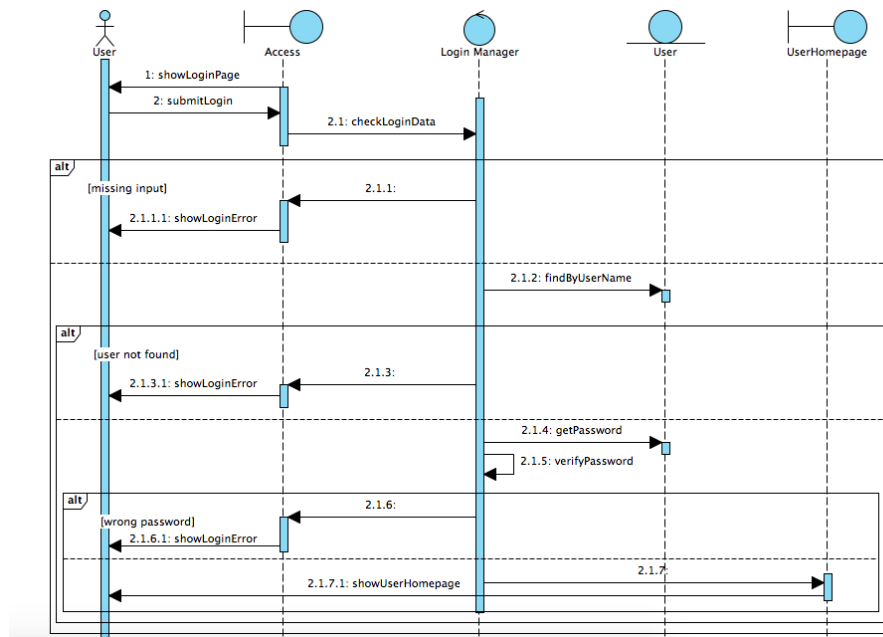 User
Access
Login Manager
User
UserHomepage
1: showLoginPage
2: submitLogin
2.1: checkLoginData
alt
[missing input]
2.1.1:
2.1.1.1: showLoginError
2.1.2: findByUserName
alt
[user not found]
2.1.3:
2.1.3.1: showLoginError
2.1.4: getPassword
2.1.5: verifyPassword
alt
2.1.6:
[wrong password]
2.1.6.1: showLoginError
2.1.7:
2.1.7.1: showUserHomepage